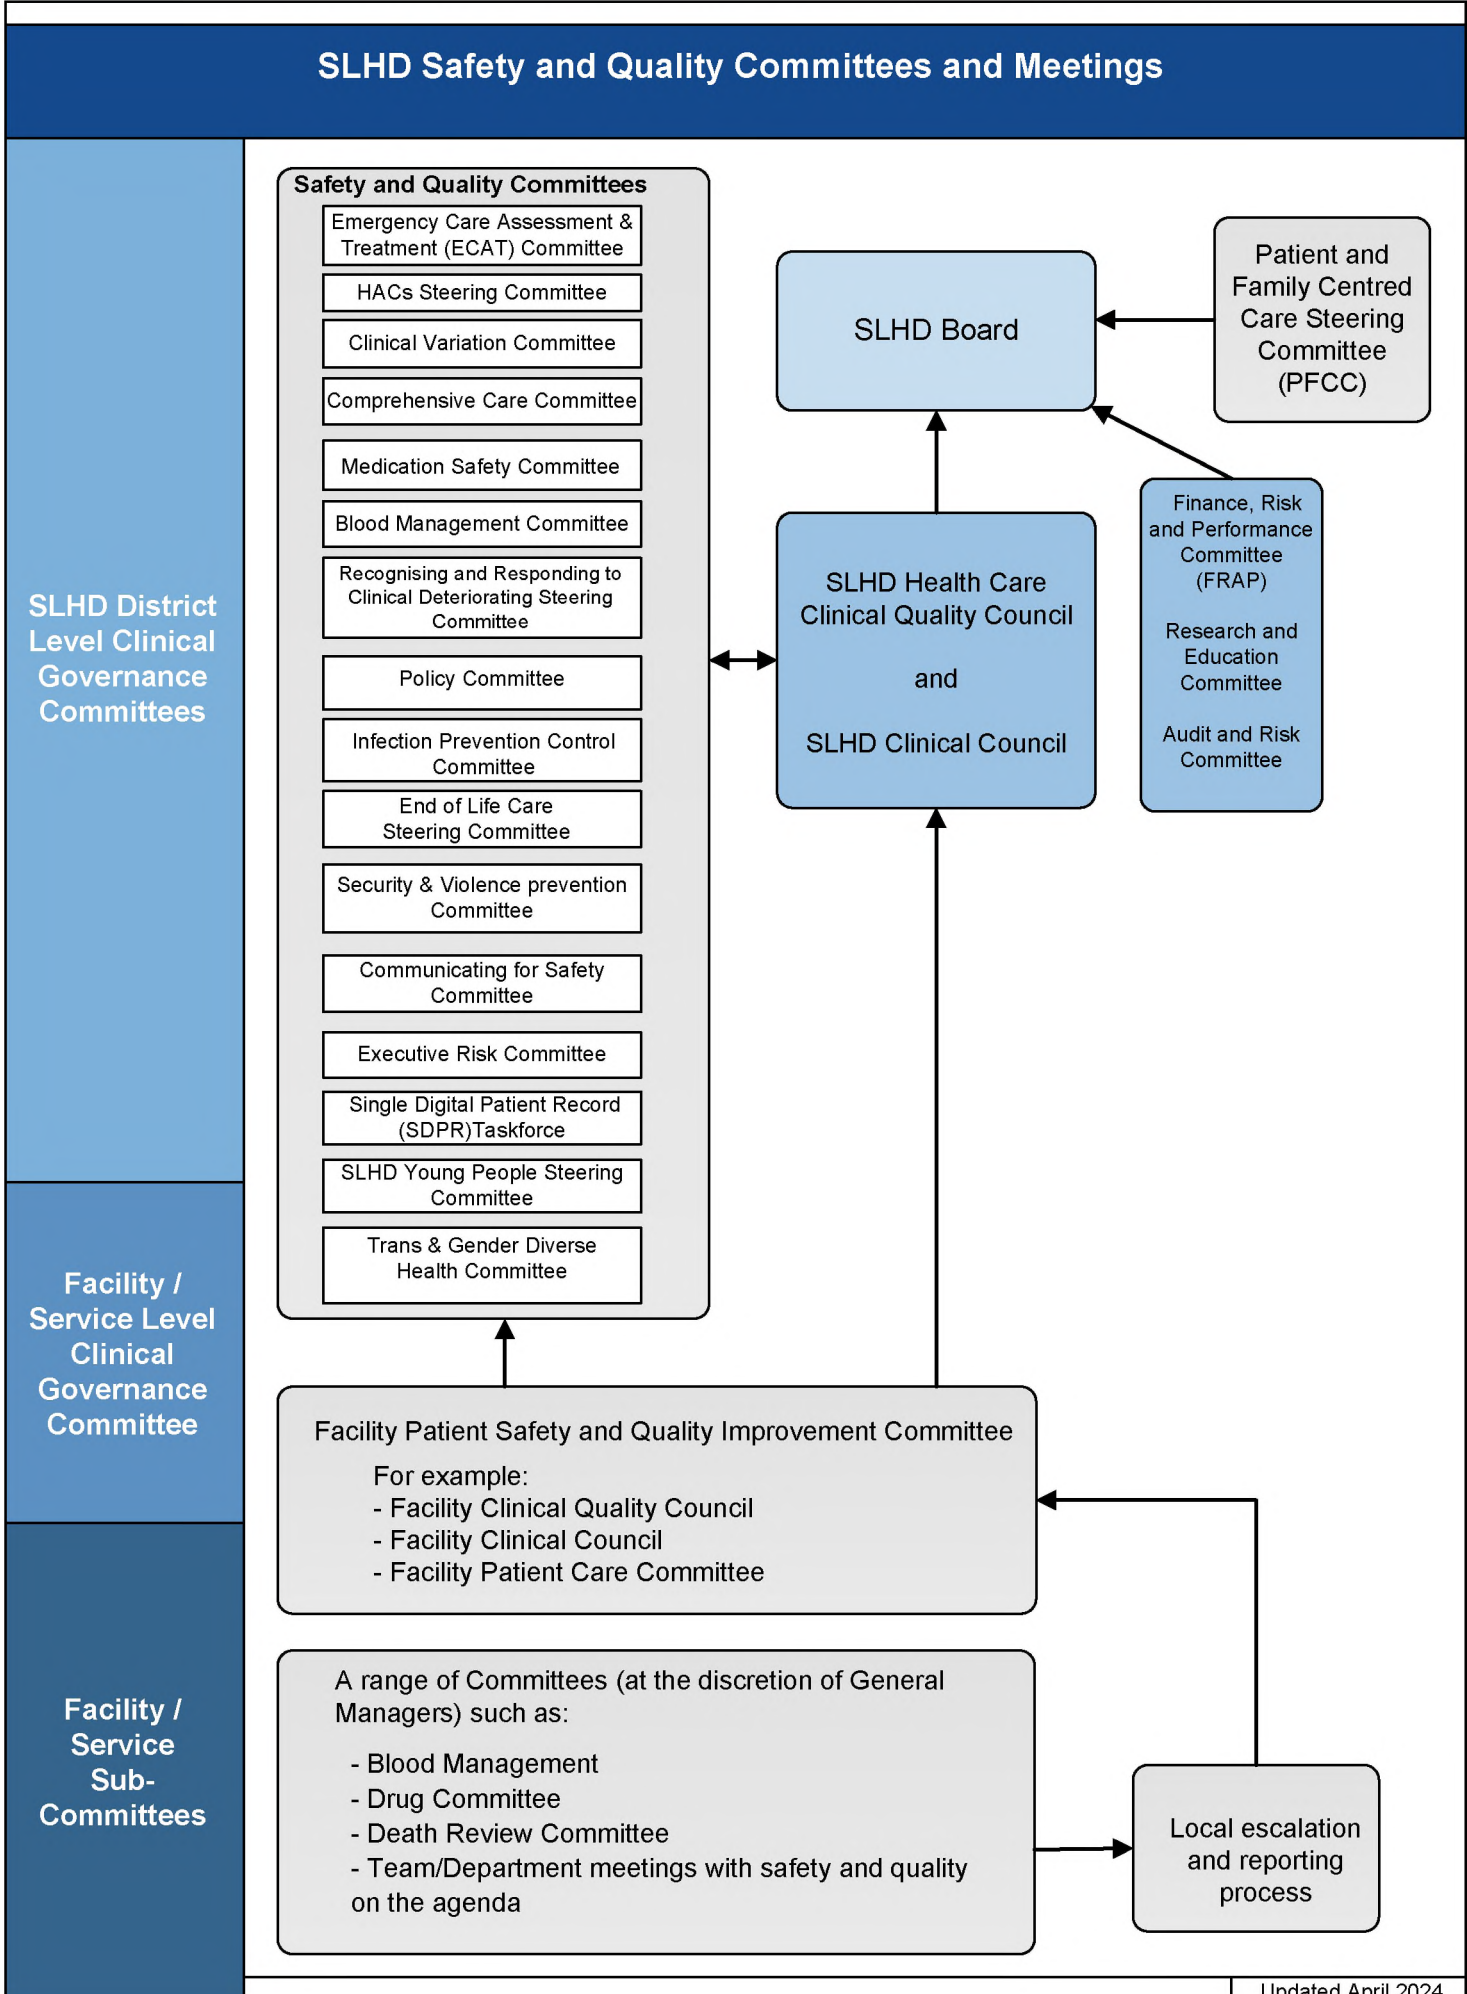 SLHD Safety and Quality Committees and Meetings
SLHD District
Level Clinical
Governance
Committees
Facility /
Service Level
Clinical
Governance
Committee
Facility /
Service
Sub-
Committees
Safety and Quality Committees
Emergency Care Assessment &
Treatment (ECAT) Committee
HACs Steering Committee
Clinical Variation Committee
Comprehensive Care Committee
Medication Safety Committee
Blood Management Committee
Recognising and Responding to
Clinical Deteriorating Steering
Committee
Policy Committee
Infection Prevention Control
Committee
End of Life Care
Steering Committee
Security & Violence prevention
Committee
Communicating for Safety
Committee
Executive Risk Committee
Single Digital Patient Record
(SDPR)Taskforce
SLHD Young People Steering
Committee
Trans & Gender Diverse
Health Committee
SLHD Board
Patient and
Family Centred
Care Steering
Committee
(PFCC)
SLHD Health Care
Clinical Quality Council
and
SLHD Clinical Council
Finance, Risk
and Performance
Committee
(FRAP)
Research and
Education
Committee
Audit and Risk
Committee
Facility Patient Safety and Quality Improvement Committee
For example:
- Facility Clinical Quality Council
- Facility Clinical Council
- Facility Patient Care Committee
A range of Committees (at the discretion of General
Managers) such as:
- Blood Management
- Drug Committee
- Death Review Committee
- Team/Department meetings with safety and quality
on the agenda
Local escalation
and reporting
process
Updated April 2024